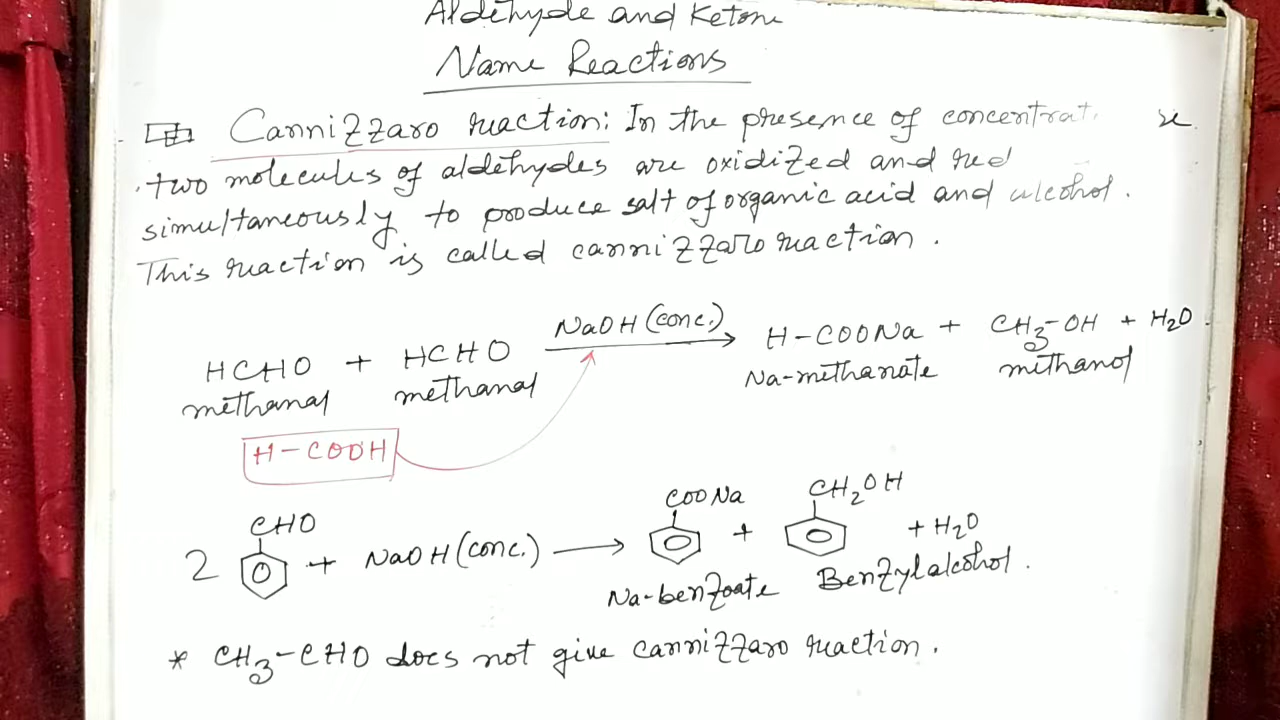 Aldehyde and Ketone
Name Reactions
Cannizzaro reaction: In the presence of
two molecules of aldehydes are oxidized and
simultaneously to produce salt of organic acid and alcohol.
This reaction is called cannizzaro reaction.
HCHO + HCHO NaOH (conc.) → H-COONa + CH3-OH + H2O
methanal methanal Na-methanate methanol
H-COOH
CHO COONa CH2OH
2 + NaOH (conc.) → + + H2O
Na-benzoate Benzylalcohol.
* CH3-CHO does not give cannizzaro reaction.